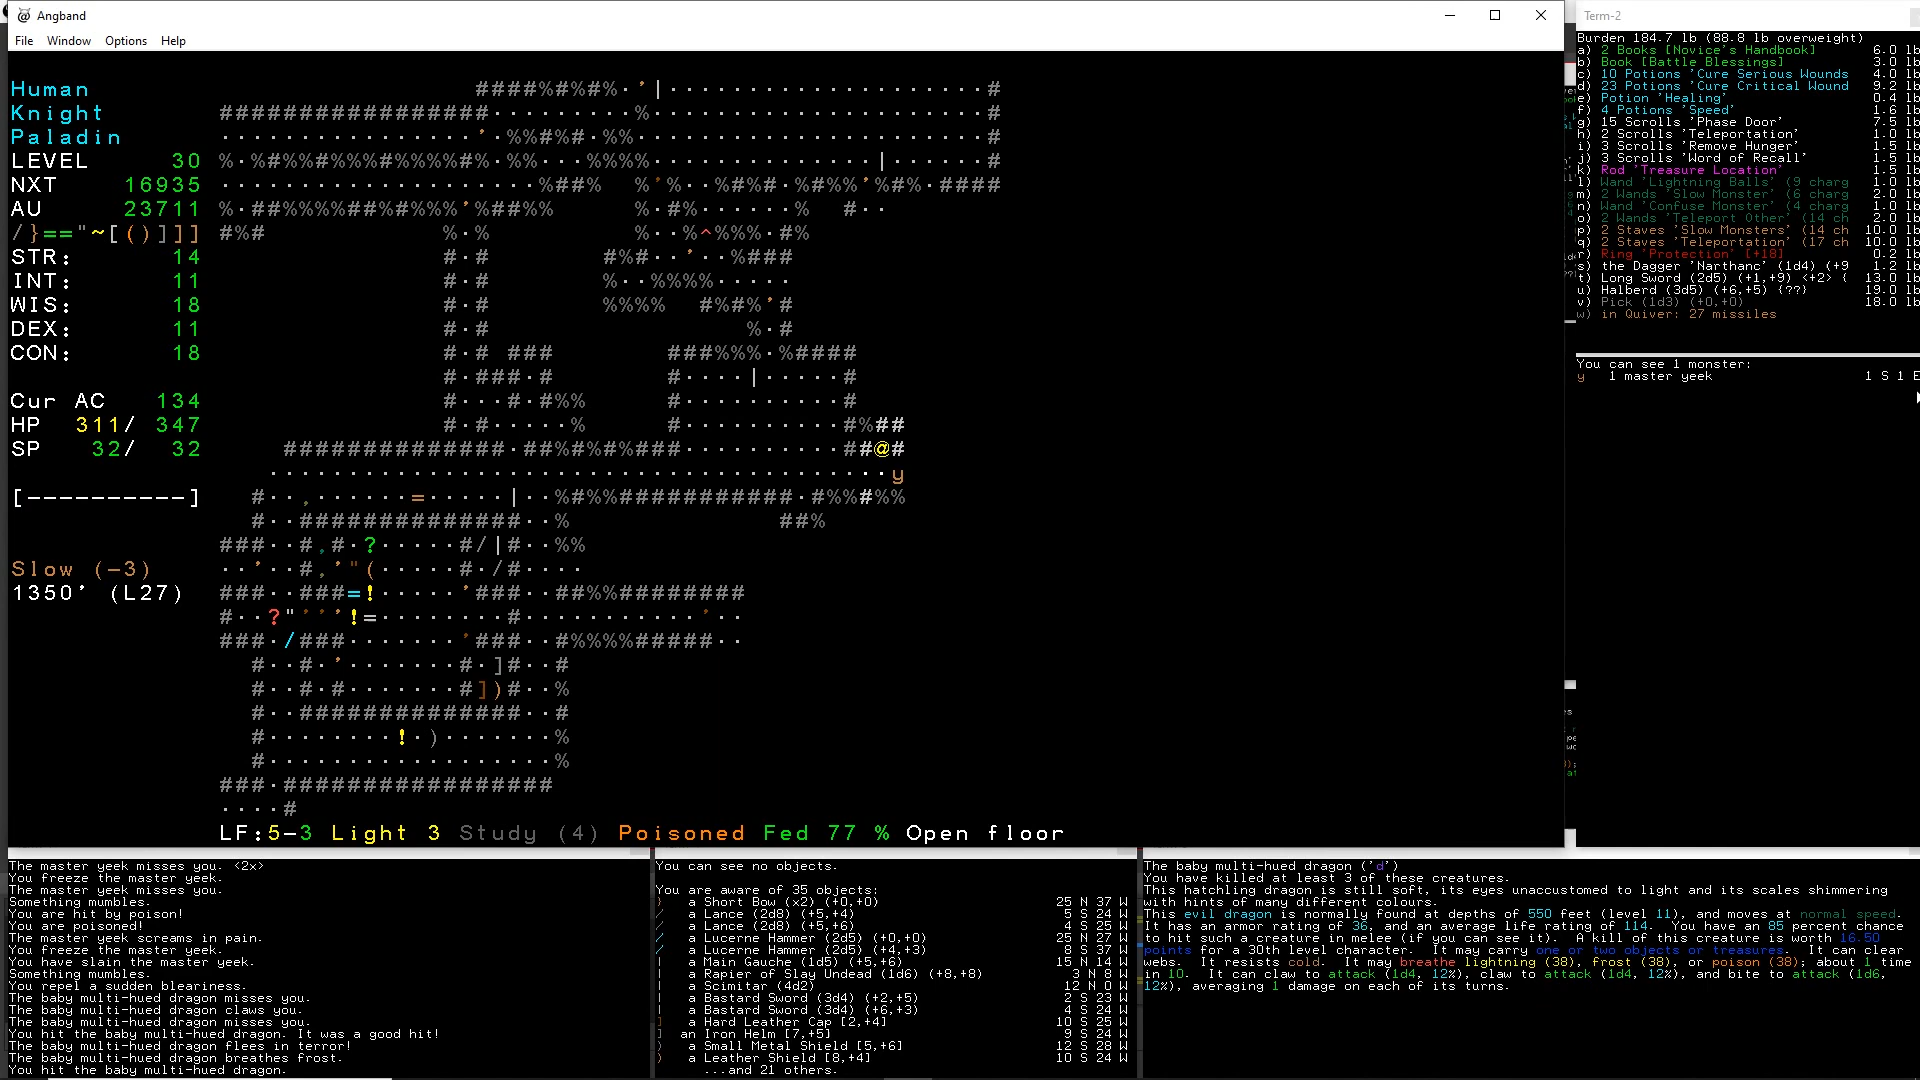 Angband
File Window Options Help
Human
Knight
Paladin
LEVEL 30
NXT 16935
AU 23711
/}=="~[()]]]
STR: 14
INT: 11
WIS: 18
DEX: 11
CON: 18
Cur AC 134
HP 311/ 347
SP 32/ 32
[----------]
Slow (-3)
1350' (L27)
LF:5-3 Light 3 Study (4) Poisoned Fed 77 % Open floor
Term-2
Burden 184.7 lb (88.8 lb overweight)
a) 2 Books [Novice's Handbook] 6.0 lb
b) Book [Battle Blessings] 3.0 lb
c) 10 Potions 'Cure Serious Wounds 4.0 lb
d) 23 Potions 'Cure Critical Wound 9.2 lb
e) Potion 'Healing' 0.4 lb
f) 4 Potions 'Speed' 1.6 lb
g) 15 Scrolls 'Phase Door' 7.5 lb
h) 2 Scrolls 'Teleportation' 1.0 lb
i) 3 Scrolls 'Remove Hunger' 1.5 lb
j) 3 Scrolls 'Word of Recall' 1.5 lb
k) Rod 'Treasure Location' 1.5 lb
l) Wand 'Lightning Balls' (9 charg 1.0 lb
m) 2 Wands 'Slow Monster' (6 charg 2.0 lb
n) Wand 'Confuse Monster' (4 charg 1.0 lb
o) 2 Wands 'Teleport Other' (14 ch 2.0 lb
p) 2 Staves 'Slow Monsters' (14 ch 10.0 lb
q) 2 Staves 'Teleportation' (17 ch 10.0 lb
r) Ring 'Protection' [+18] 0.2 lb
s) the Dagger 'Narthanc' (1d4) (+9 1.2 lb
t) Long Sword (2d5) (+1,+9) <+2> { 13.0 lb
u) Halberd (3d5) (+6,+5) {??} 19.0 lb
v) Pick (1d3) (+0,+0) 18.0 lb
w) in Quiver: 27 missiles
You can see 1 monster:
y 1 master yeek 1 S 1 E
The master yeek misses you. <2x>
You freeze the master yeek.
The master yeek misses you.
Something mumbles.
You are hit by poison!
You are poisoned!
The master yeek screams in pain.
You freeze the master yeek.
You have slain the master yeek.
Something mumbles.
You repel a sudden bleariness.
The baby multi-hued dragon misses you.
The baby multi-hued dragon claws you.
The baby multi-hued dragon misses you.
You hit the baby multi-hued dragon. It was a good hit!
The baby multi-hued dragon flees in terror!
The baby multi-hued dragon breathes frost.
You hit the baby multi-hued dragon.
You can see no objects.
You are aware of 35 objects:
} a Short Bow (x2) (+0,+0) 25 N 37 W
/ a Lance (2d8) (+5,+4) 5 S 24 W
/ a Lance (2d8) (+5,+6) 4 S 25 W
/ a Lucerne Hammer (2d5) (+0,+0) 25 N 27 W
/ a Lucerne Hammer (2d5) (+4,+3) 8 S 37 W
| a Main Gauche (1d5) (+5,+6) 15 N 14 W
| a Rapier of Slay Undead (1d6) (+8,+8) 3 N 8 W
| a Scimitar (4d2) 12 N 0 W
| a Bastard Sword (3d4) (+2,+5) 2 S 23 W
| a Bastard Sword (3d4) (+6,+3) 4 S 24 W
] a Hard Leather Cap [2,+4] 10 S 25 W
] an Iron Helm [7,+5] 9 S 24 W
) a Small Metal Shield [5,+6] 12 S 28 W
) a Leather Shield [8,+4] 10 S 24 W
...and 21 others.
The baby multi-hued dragon ('d')
You have killed at least 3 of these creatures.
This hatchling dragon is still soft, its eyes unaccustomed to light and its scales shimmering
with hints of many different colours.
This evil dragon is normally found at depths of 550 feet (level 11), and moves at normal speed.
It has an armor rating of 36, and an average life rating of 114. You have an 85 percent chance
to hit such a creature in melee (if you can see it). A kill of this creature is worth 16.50
points for a 30th level character. It may carry one or two objects or treasures. It can clear
webs. It resists cold. It may breathe lightning (38), frost (38), or poison (38); about 1 time
in 10. It can claw to attack (1d4, 12%), claw to attack (1d4, 12%), and bite to attack (1d6,
12%), averaging 1 damage on each of its turns.